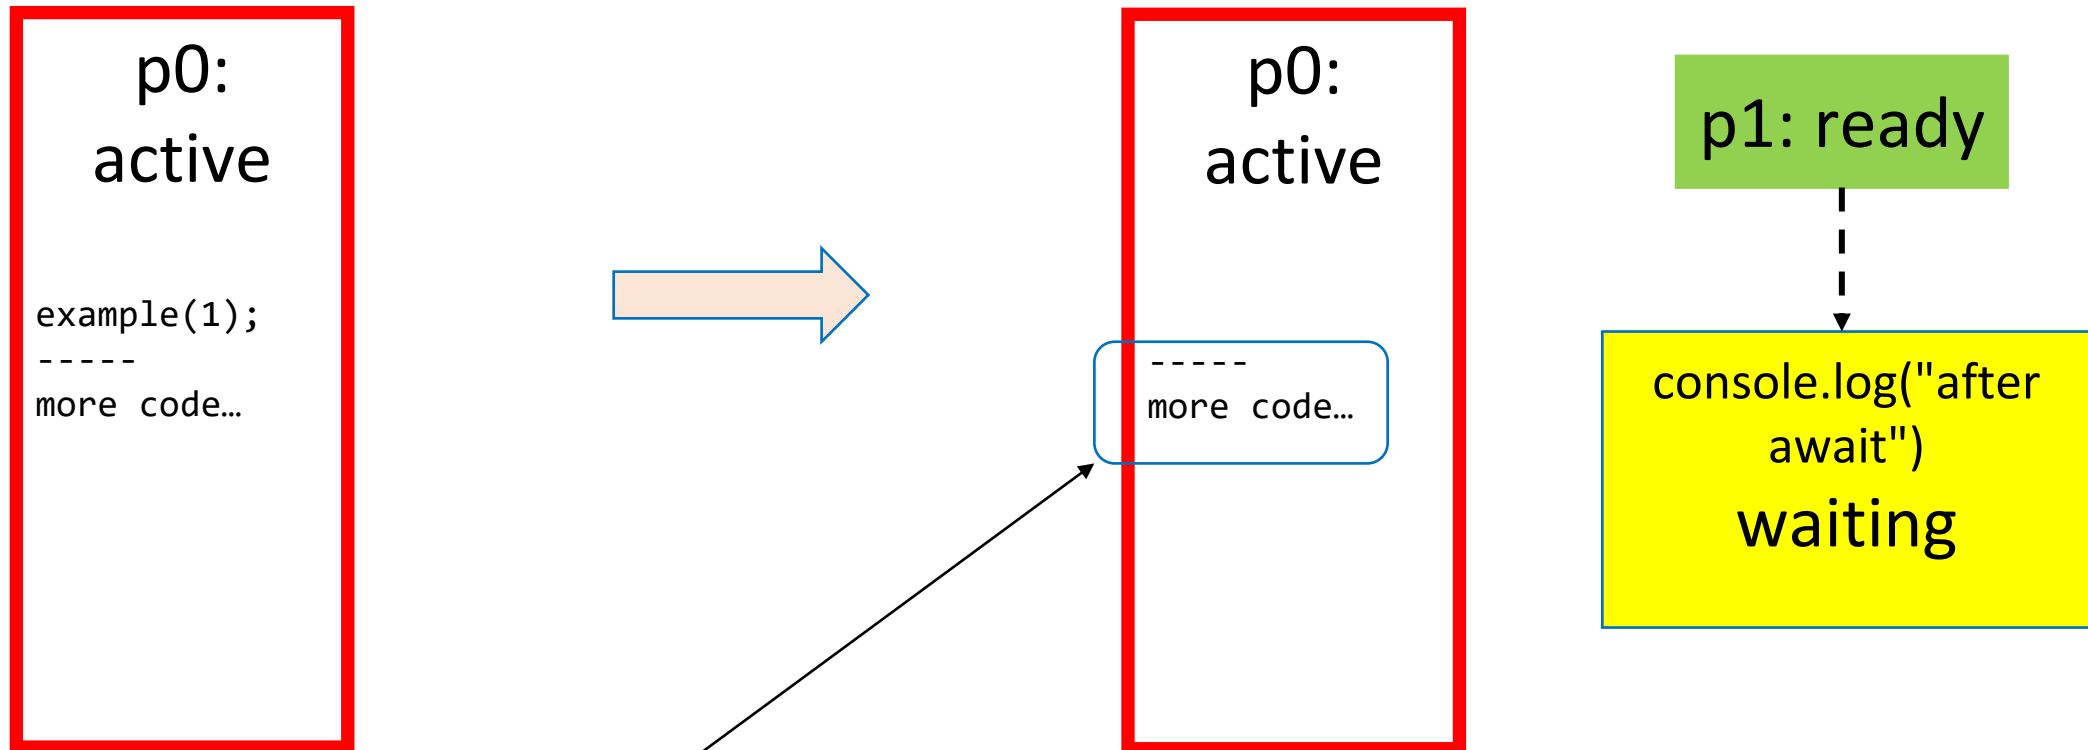 p0:
active
example(1);
-----
more code…
p0:
active
-----
more code…
p1: ready
console.log("after
await")
waiting